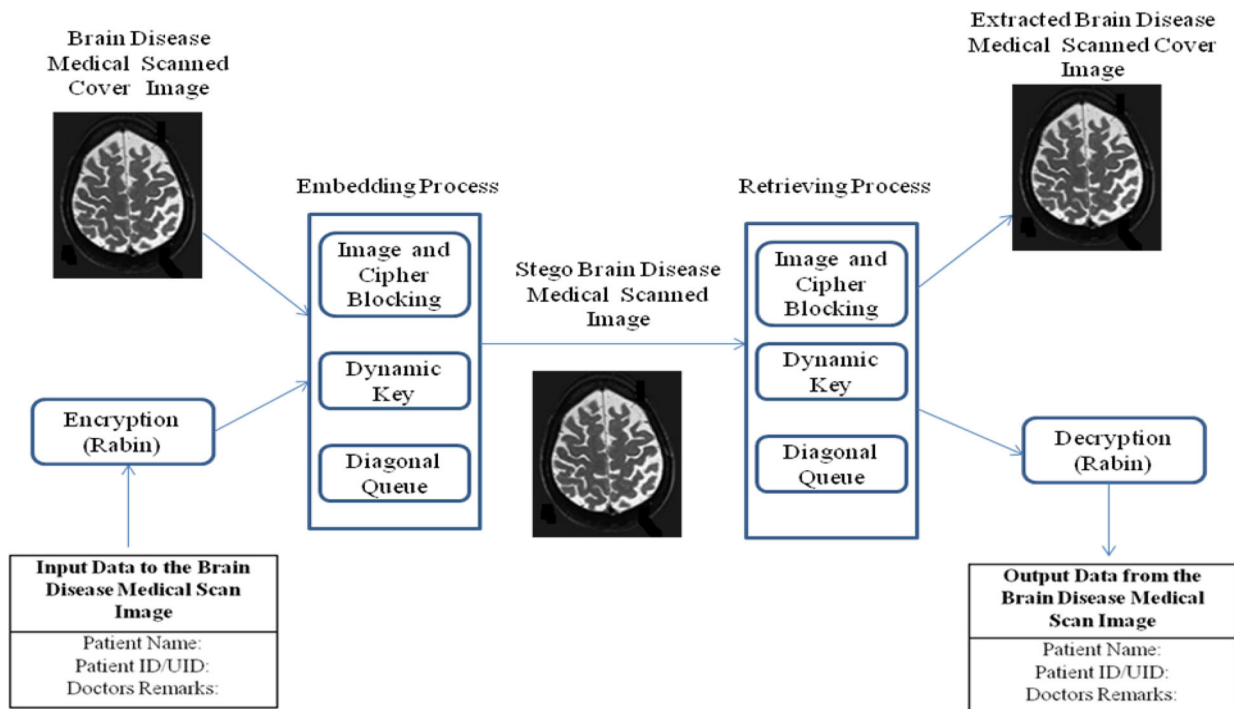 Brain Disease
Medical Scanned
Cover Image
Embedding Process
Image and
Cipher
Blocking
Dynamic
Key
Diagonal
Queue
Encryption
(Rabin)
Input Data to the Brain
Disease Medical Scan
Image
Patient Name:
Patient ID/UID:
Doctors Remarks:
Stego Brain Disease
Medical Scanned
Image
Retrieving Process
Image and
Cipher
Blocking
Dynamic
Key
Diagonal
Queue
Extracted Brain Disease
Medical Scanned Cover
Image
Decryption
(Rabin)
Output Data from the
Brain Disease Medical
Scan Image
Patient Name:
Patient ID/UID:
Doctors Remarks: